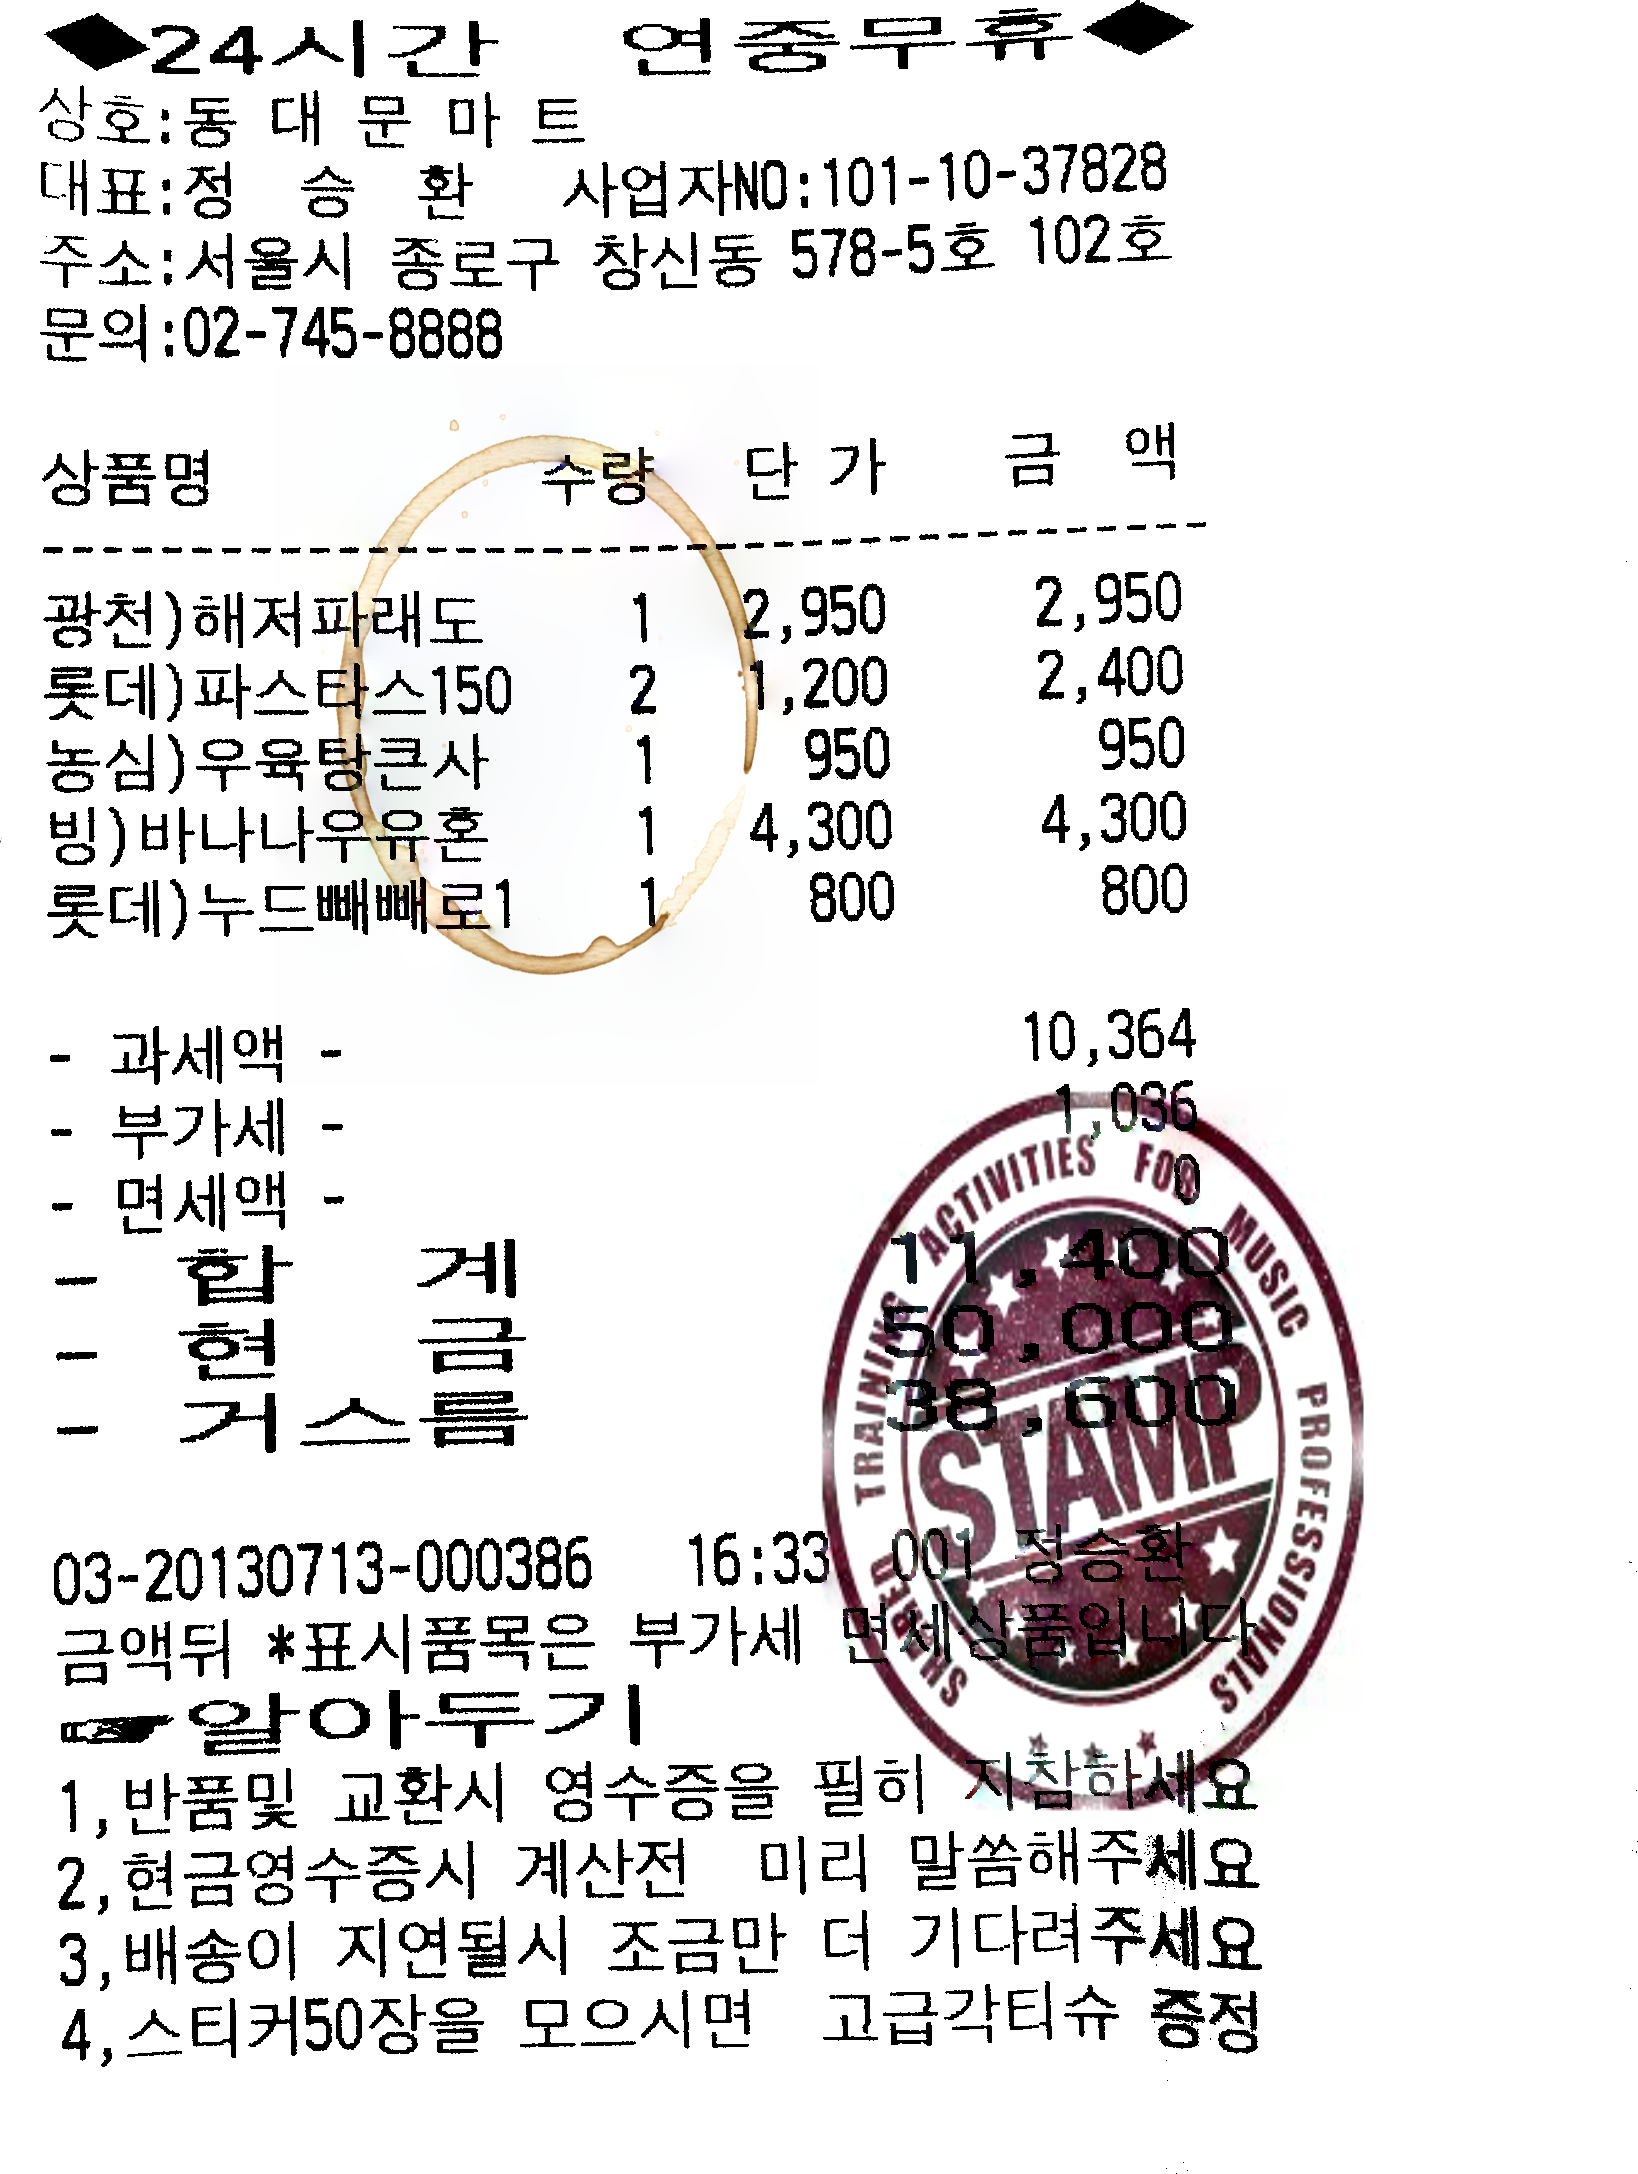 ◆24시간 연중무휴◆
상호:동 대 문 마 트
대표:정 승 환 사업자NO:101-10-37828
주소:서울시 종로구 창신동 578-5호 102호
문의:02-745-8888
상품명 수량 단 가 금 액
--------------------------------------
광천)해저파래도 1 2,950 2,950
롯데)파스타스150 2 1,200 2,400
농심)우육탕큰사 1 950 950
빙)바나나우유혼 1 4,300 4,300
롯데)누드빼빼로1 1 800 800
- 과세액 - 10,364
- 부가세 - 1,036
- 면세액 - 0
- 합 계 11,400
- 현 금 50,000
- 거스름 38,600
SHARED TRAINING ACTIVITIES FOR MUSIC PROFESSIONALS
STAMP
03-20130713-000386 16:33 001 정승환
금액뒤 *표시품목은 부가세 면세상품입니다
☞알아두기
1,반품및 교환시 영수증을 필히 지참하세요
2,현금영수증시 계산전 미리 말씀해주세요
3,배송이 지연될시 조금만 더 기다려주세요
4,스티커50장을 모으시면 고급각티슈 증정